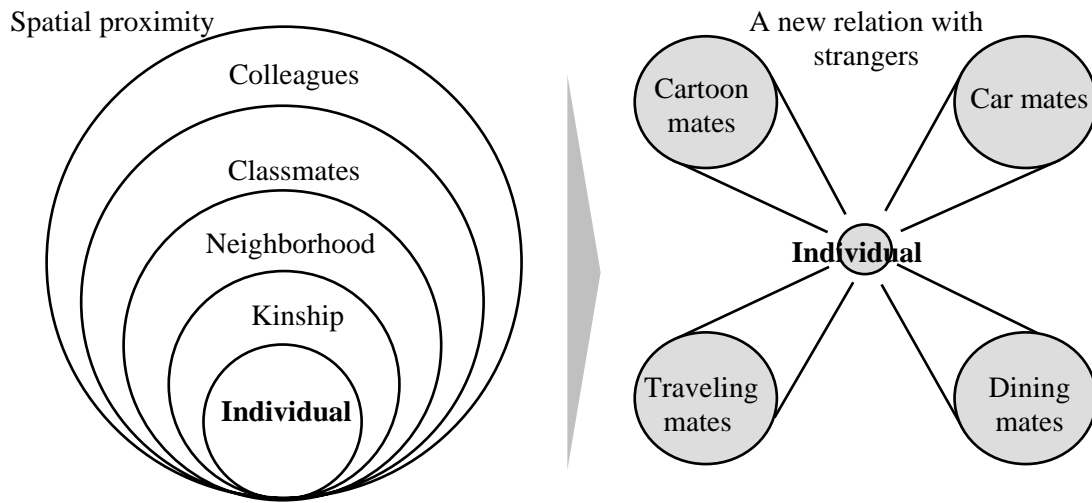 Spatial proximity
Colleagues
Classmates
Neighborhood
Kinship
Individual
A new relation with
strangers
Cartoon
mates
Car mates
Individual
Traveling
mates
Dining
mates